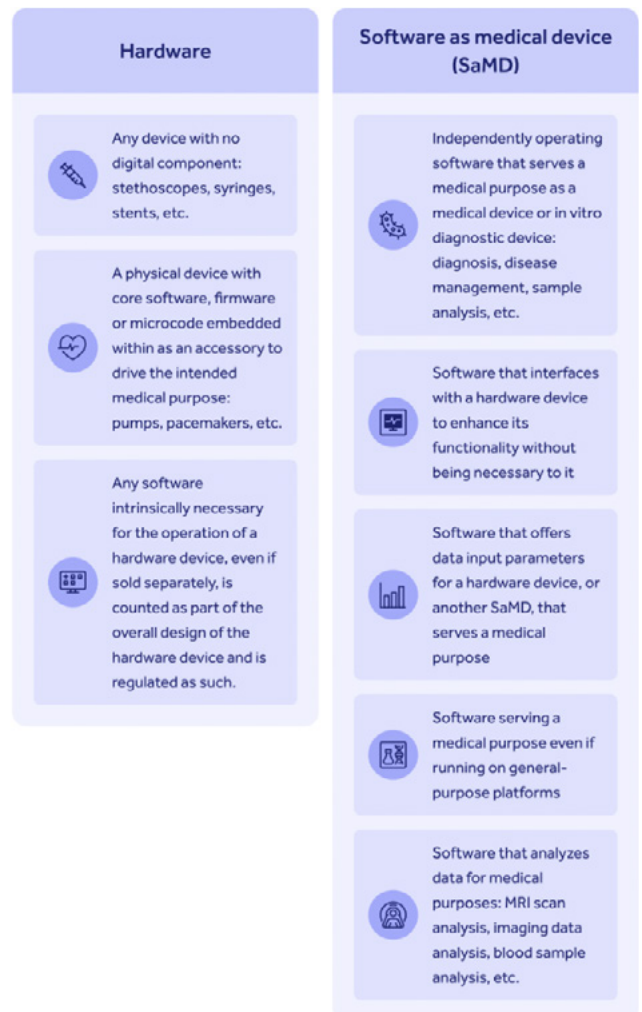 Hardware
Any device with no
digital component:
stethoscopes, syringes,
stents, etc.
A physical device with
core software, firmware
or microcode embedded
within as an accessory to
drive the intended
medical purpose:
pumps, pacemakers, etc.
Any software
intrinsically necessary
for the operation of a
hardware device, even if
sold separately, is
counted as part of the
overall design of the
hardware device and is
regulated as such.
Software as medical device
(SaMD)
Independently operating
software that serves a
medical purpose as a
medical device or in vitro
diagnostic device:
diagnosis, disease
management, sample
analysis, etc.
Software that interfaces
with a hardware device
to enhance its
functionality without
being necessary to it
Software that offers
data input parameters
for a hardware device, or
another SaMD, that
serves a medical
purpose
Software serving a
medical purpose even if
running on general-
purpose platforms
Software that analyzes
data for medical
purposes: MRI scan
analysis, imaging data
analysis, blood sample
analysis, etc.